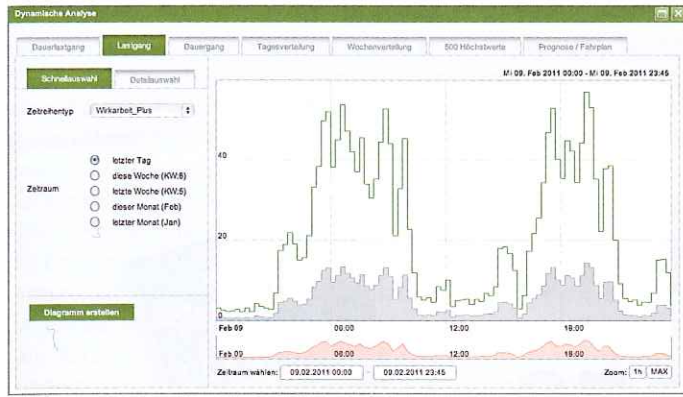 Dynamische Analyse
Dauerlastgang
Lastgang
Dauergang
Tagesverteilung
Wochenverteilung
500 Höchstwerte
Prognose / Fahrplan
Schnellauswahl
Detailauswahl
Mi 09. Feb 2011 00:00 - Mi 09. Feb 2011 23:45
Zeitreihentyp
Wirkarbeit_Plus
Zeitraum
letzter Tag
diese Woche (KW:6)
letzte Woche (KW:5)
dieser Monat (Feb)
letzter Monat (Jan)
Diagramm erstellen
40
20
0
Feb 09
06:00
12:00
18:00
Feb 09
06:00
12:00
18:00
Zeitraum wählen: 09.02.2011 00:00 - 09.02.2011 23:45
Zoom: 1h MAX